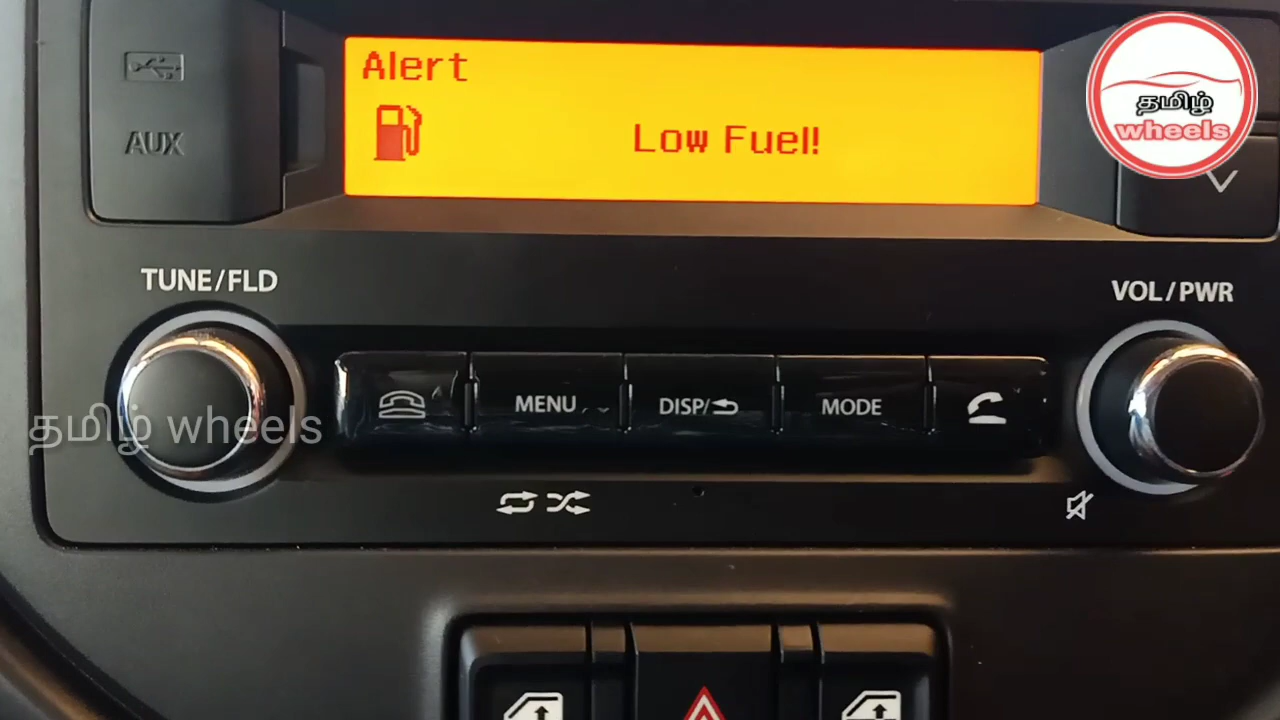 Alert
Low Fuel!
தமிழ்
wheels
AUX
TUNE/FLD
VOL/PWR
MENU
DISP/
MODE
தமிழ் wheels